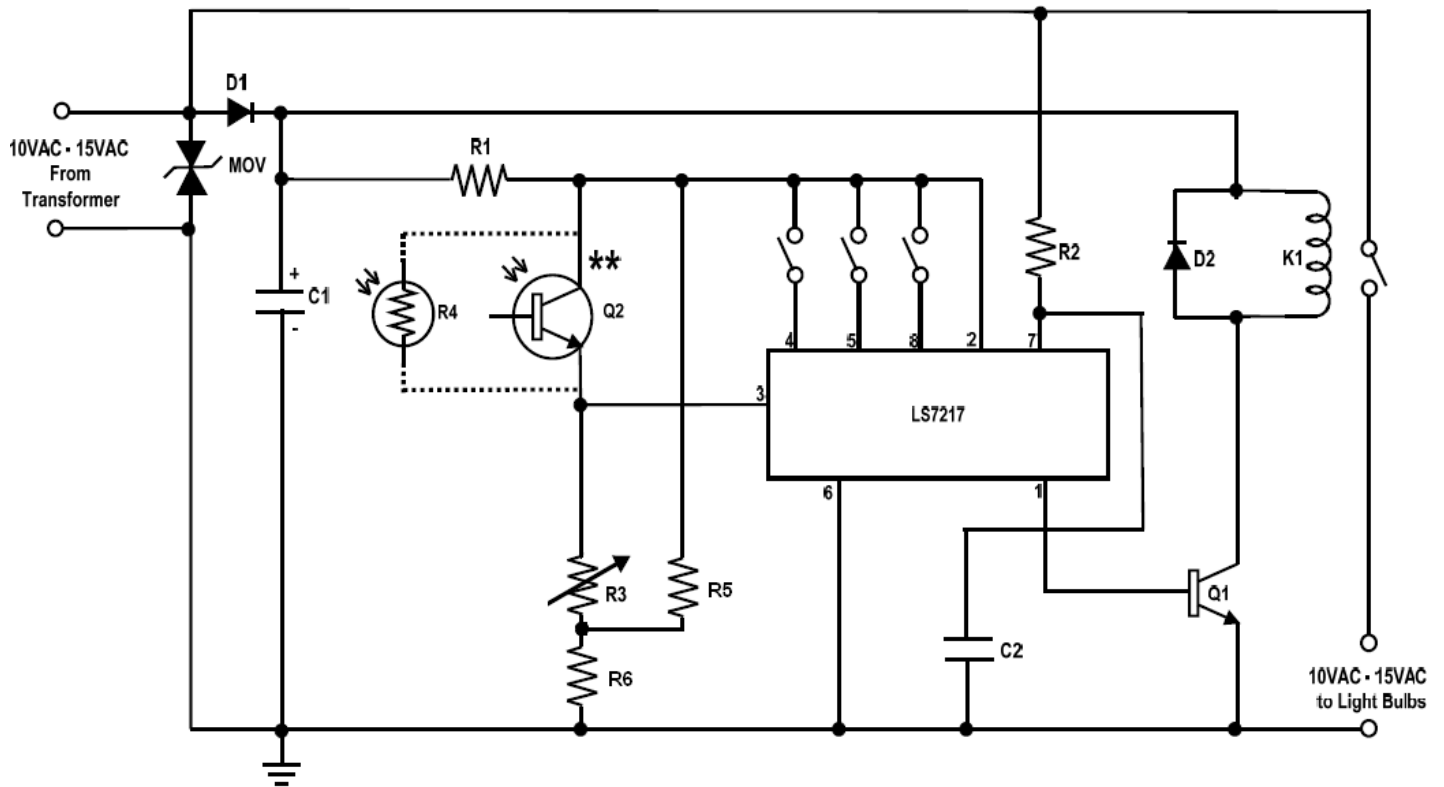 D1
10VAC - 15VAC
From
Transformer
MOV
R1
+
C1
-
R4
**
Q2
R2
D2
K1
4
5
8
2
7
3
LS7217
6
1
R3
R5
R6
C2
Q1
10VAC - 15VAC
to Light Bulbs